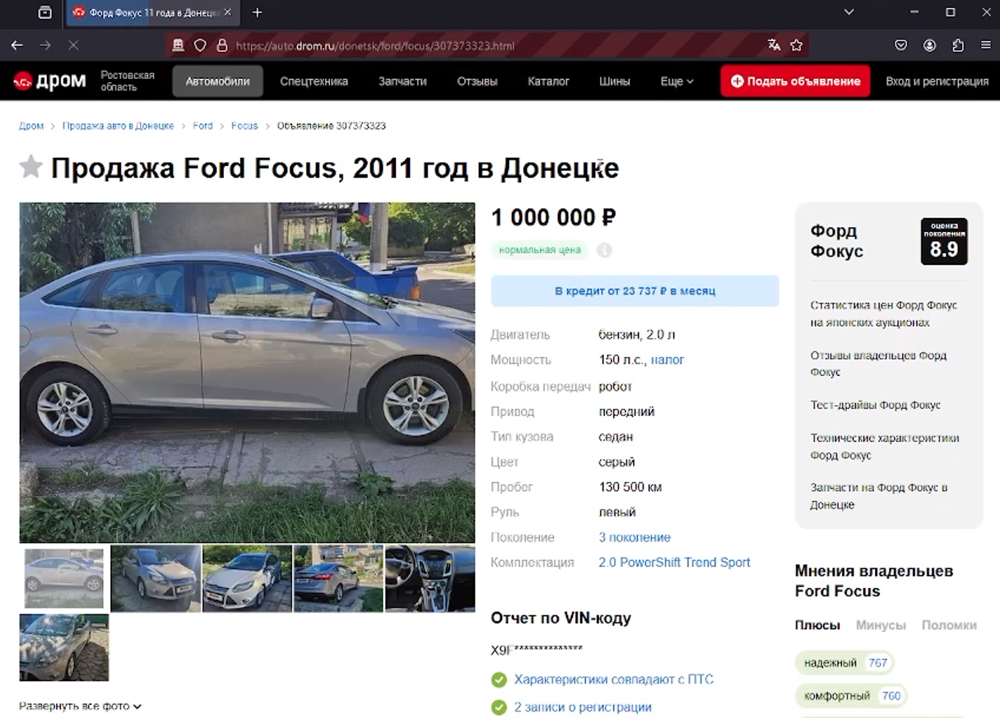 Форд Фокус 11 года в Донецке
https://auto.drom.ru/donetsk/ford/focus/307373323.html
дром
Ростовская
область
Автомобили
Спецтехника
Запчасти
Отзывы
Каталог
Шины
Еще
Подать объявление
Вход и регистрация
Дром > Продажа авто в Донецке > Ford > Focus > Объявление 307373323
Продажа Ford Focus, 2011 год в Донецке
1 000 000 ₽
нормальная цена
В кредит от 23 737 ₽ в месяц
Двигатель бензин, 2.0 л
Мощность 150 л.с., налог
Коробка передач робот
Привод передний
Тип кузова седан
Цвет серый
Пробег 130 500 км
Руль левый
Поколение 3 поколение
Комплектация 2.0 PowerShift Trend Sport
Отчет по VIN-коду
X9F**************
Характеристики совпадают с ПТС
2 записи о регистрации
Развернуть все фото
Форд
Фокус
оценка
поколения
8.9
Статистика цен Форд Фокус
на японских аукционах
Отзывы владельцев Форд
Фокус
Тест-драйвы Форд Фокус
Технические характеристики
Форд Фокус
Запчасти на Форд Фокус в
Донецке
Мнения владельцев
Ford Focus
Плюсы Минусы Поломки
надежный 767
комфортный 760